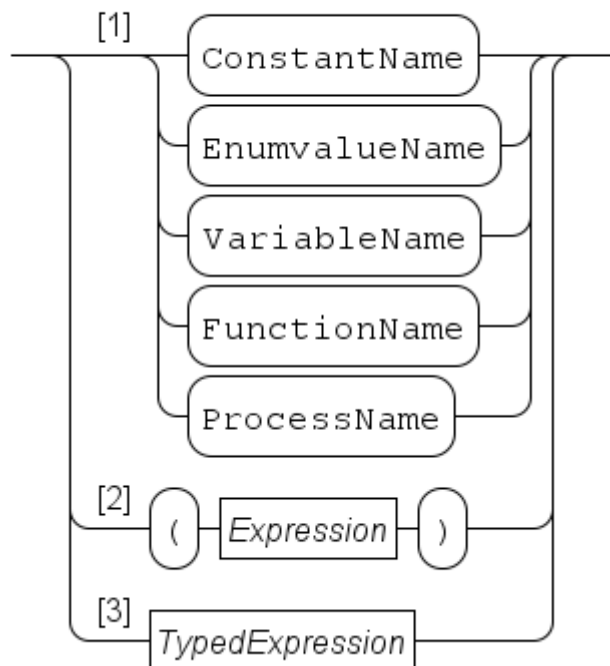 [1]
ConstantName
EnumvalueName
VariableName
FunctionName
ProcessName
[2] ( Expression )
[3]
TypedExpression